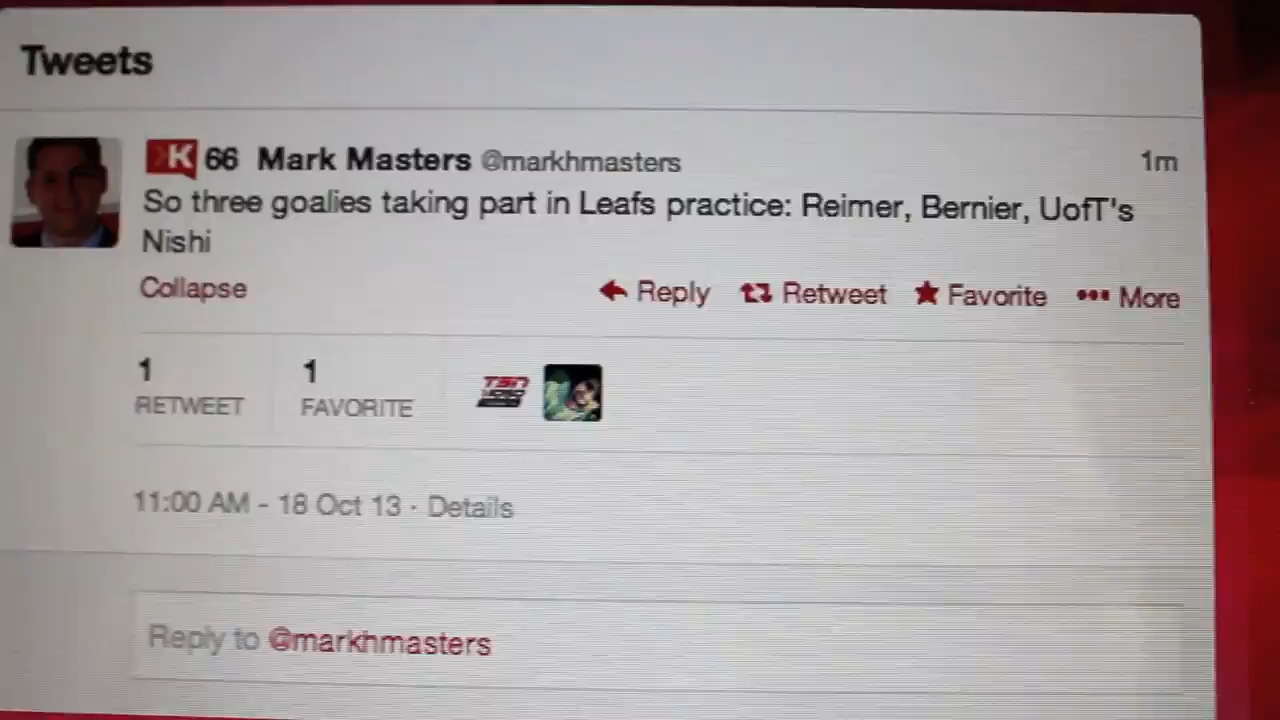 Tweets
K 66 Mark Masters @markhmasters 1m
So three goalies taking part in Leafs practice: Reimer, Bernier, UofT's
Nishi
Collapse Reply Retweet Favorite More
1 1 TSN
RETWEET FAVORITE
11:00 AM - 18 Oct 13 · Details
Reply to @markhmasters